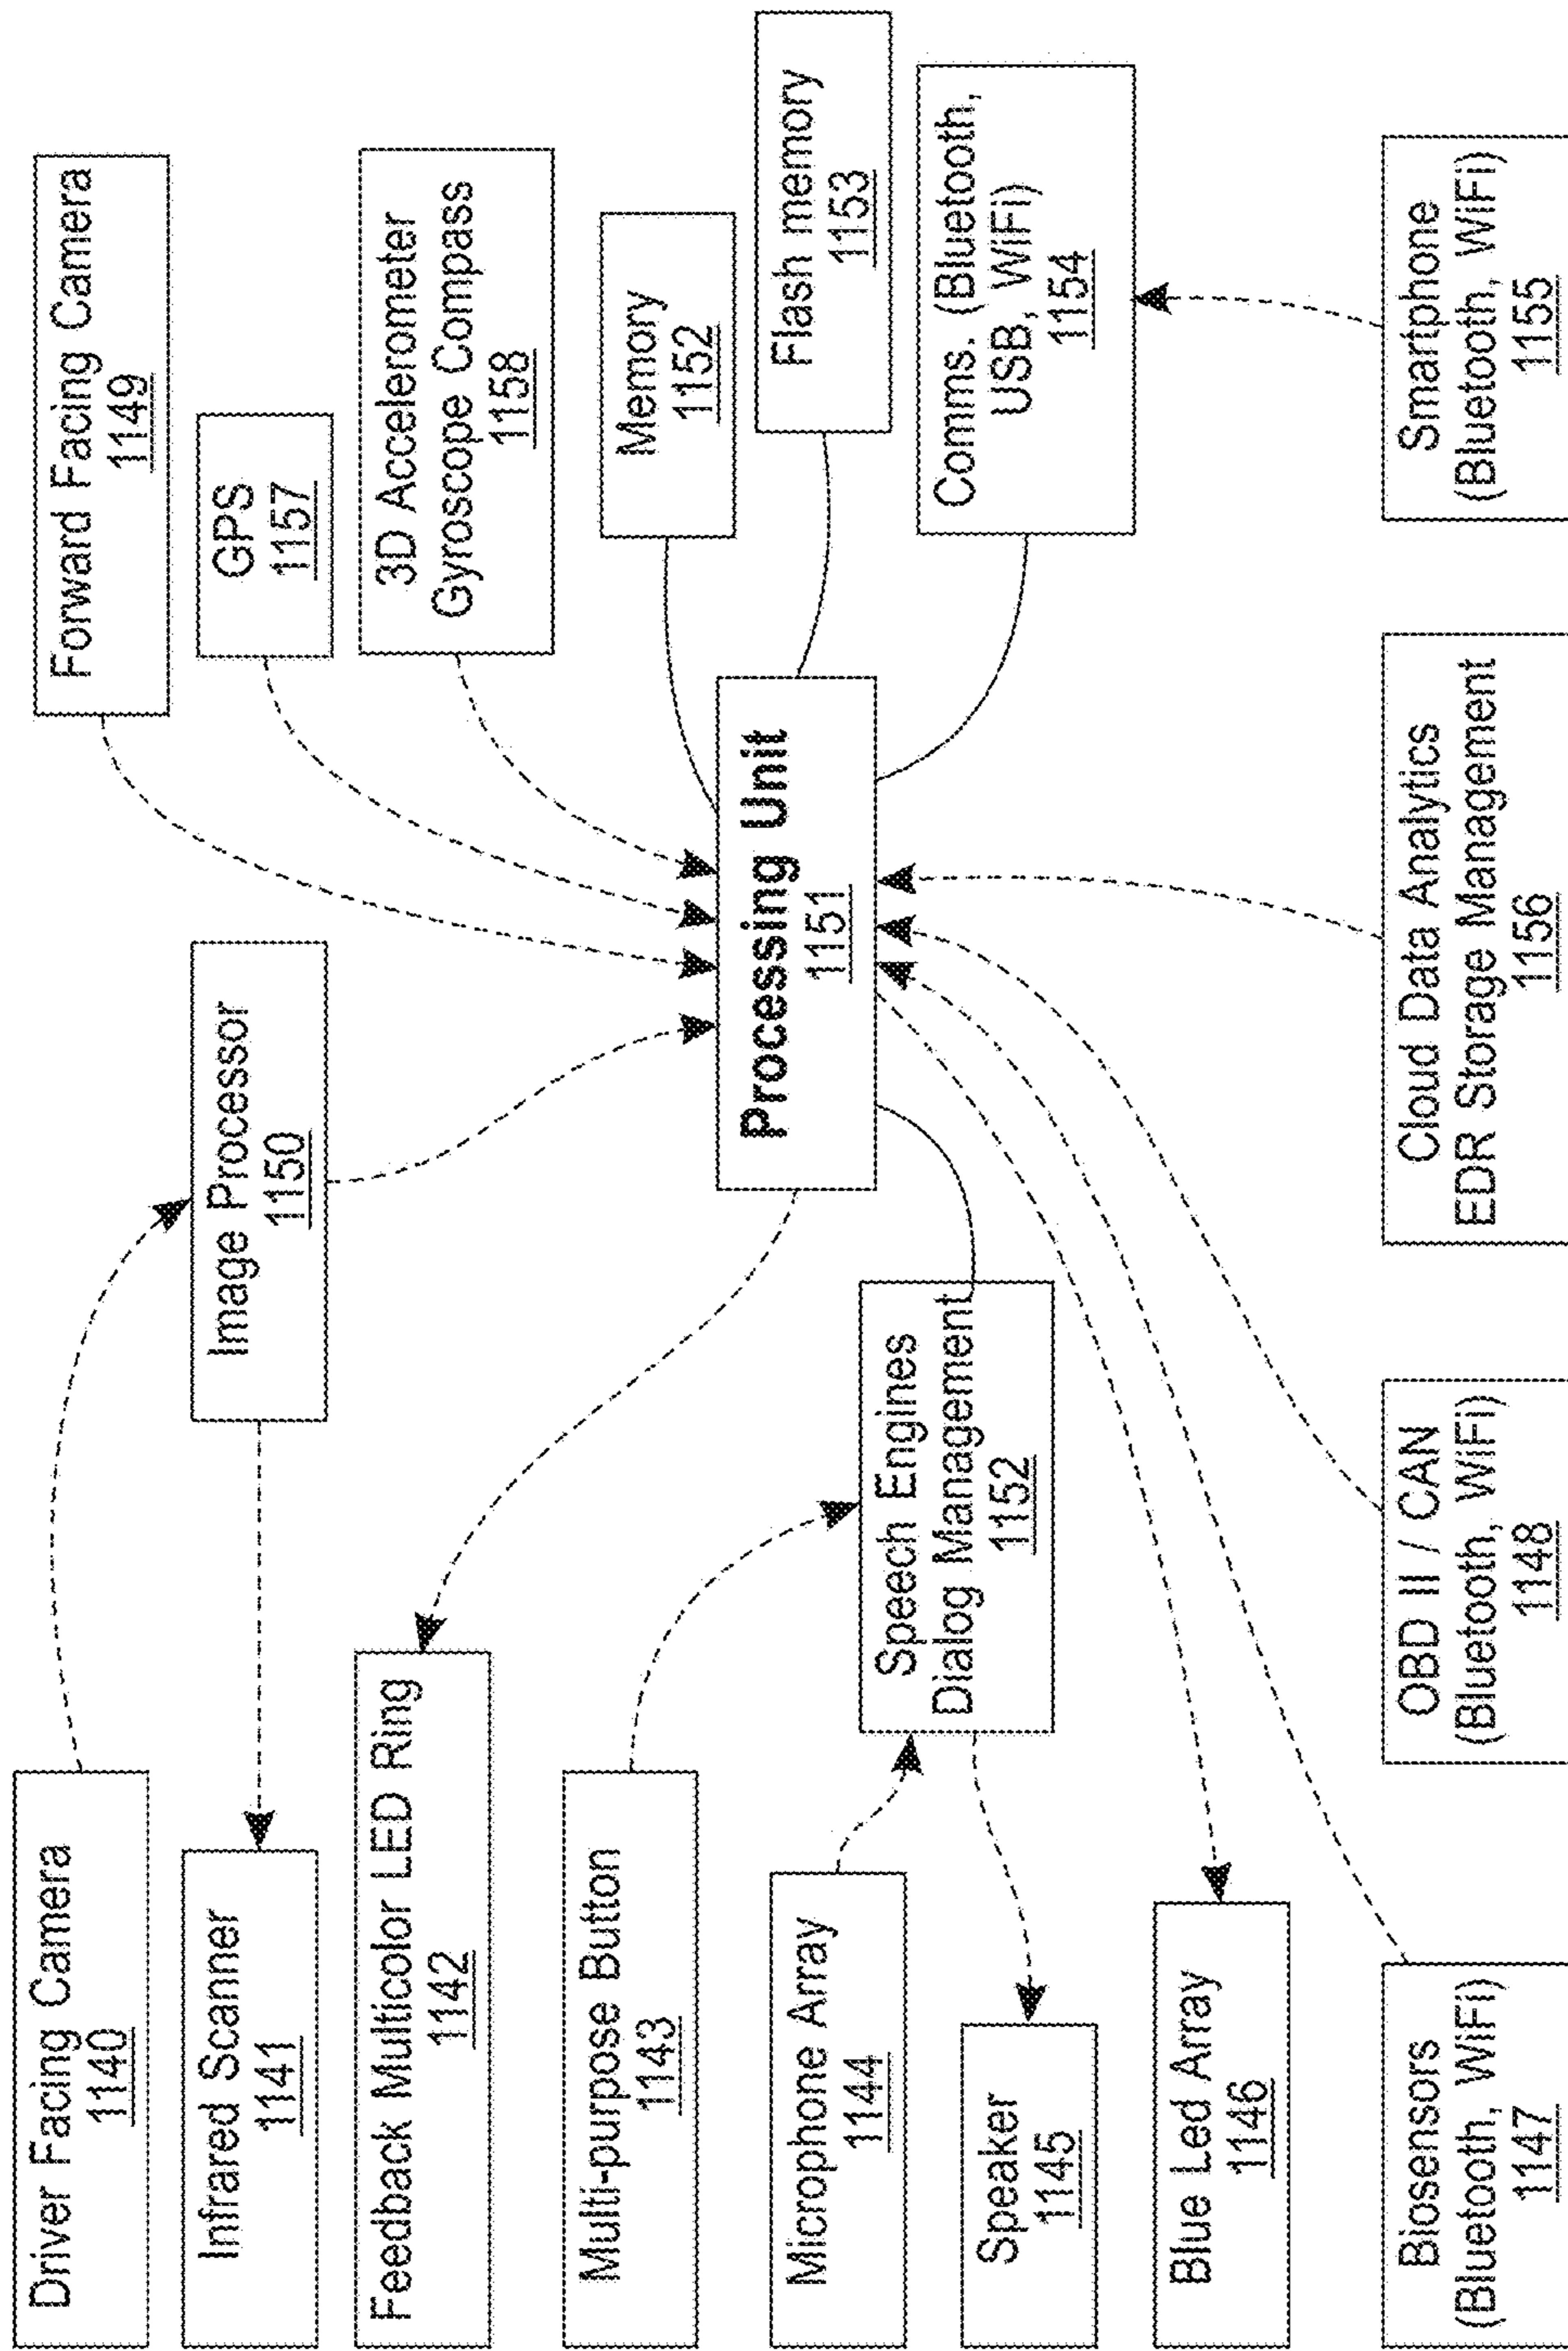 Driver Facing Camera
1140
Infrared Scanner
1141
Feedback Multicolor LED Ring
1142
Multi-purpose Button
1143
Microphone Array
1144
Speaker
1145
Blue Led Array
1146
Biosensors
(Bluetooth, WiFi)
1147
OBD II / CAN
(Bluetooth, WiFi)
1148
Image Processor
1150
Speech Engines
Dialog Management
1152
Processing Unit
1151
Cloud Data Analytics
EDR Storage Management
1156
Forward Facing Camera
1149
GPS
1157
3D Accelerometer
Gyroscope Compass
1158
Memory
1152
Flash memory
1153
Comms. (Bluetooth,
USB, WiFi)
1154
Smartphone
(Bluetooth, WiFi)
1155